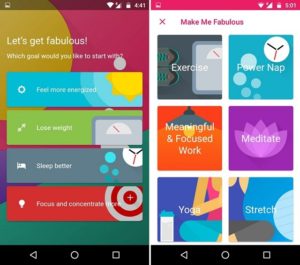 4:41
Let's get fabulous!
Which goal would you like to start with?
Feel more energized
Lose weight
Sleep better
Focus and concentrate more
5:01
Make Me Fabulous
Exercise
Power Nap
Meaningful
& Focused
Work
Meditate
Yoga
Stretch